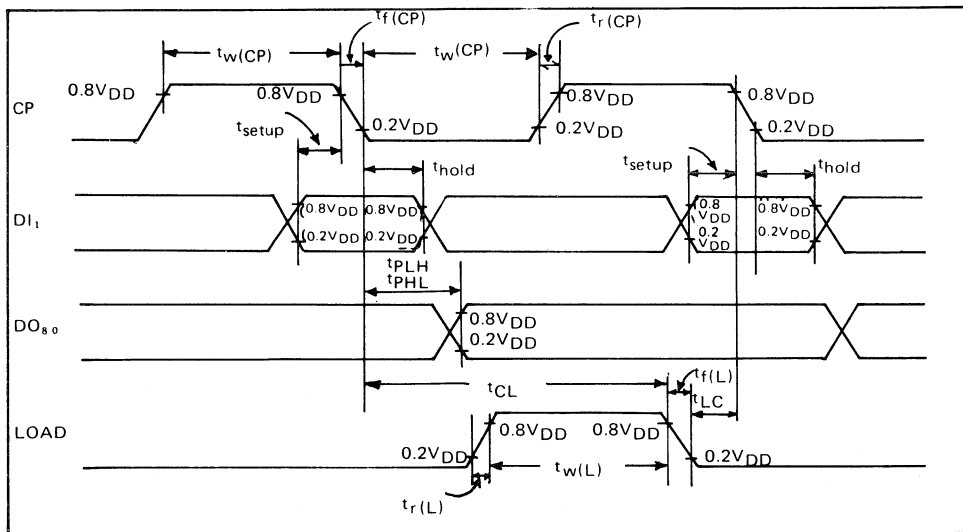 tf(CP)
tr(CP)
tw(CP)
tw(CP)
CP
0.8VDD
0.8VDD
0.8VDD
0.8VDD
0.2VDD
0.2VDD
0.2VDD
tsetup
thold
tsetup
thold
DI1
0.8VDD
0.8VDD
0.8
VDD
0.8VDD
0.2VDD
0.2VDD
0.2
VDD
0.2VDD
tPLH
tPHL
DO80
0.8VDD
0.2VDD
tCL
tf(L)
tLC
LOAD
0.8VDD
0.8VDD
0.2VDD
0.2VDD
tw(L)
tr(L)